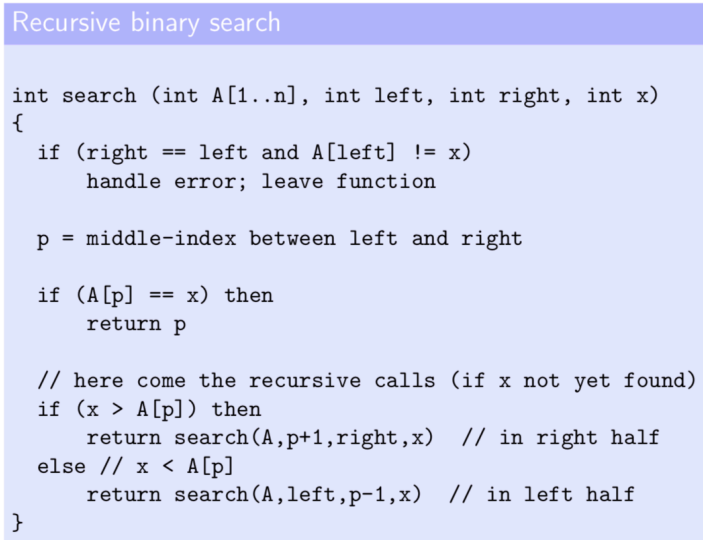 Recursive binary search
int search (int A[1..n], int left, int right, int x)
{
  if (right == left and A[left] != x)
      handle error; leave function
  p = middle-index between left and right
  if (A[p] == x) then
      return p
  // here come the recursive calls (if x not yet found)
  if (x > A[p]) then
      return search(A,p+1,right,x)  // in right half
  else // x < A[p]
      return search(A,left,p-1,x)  // in left half
}